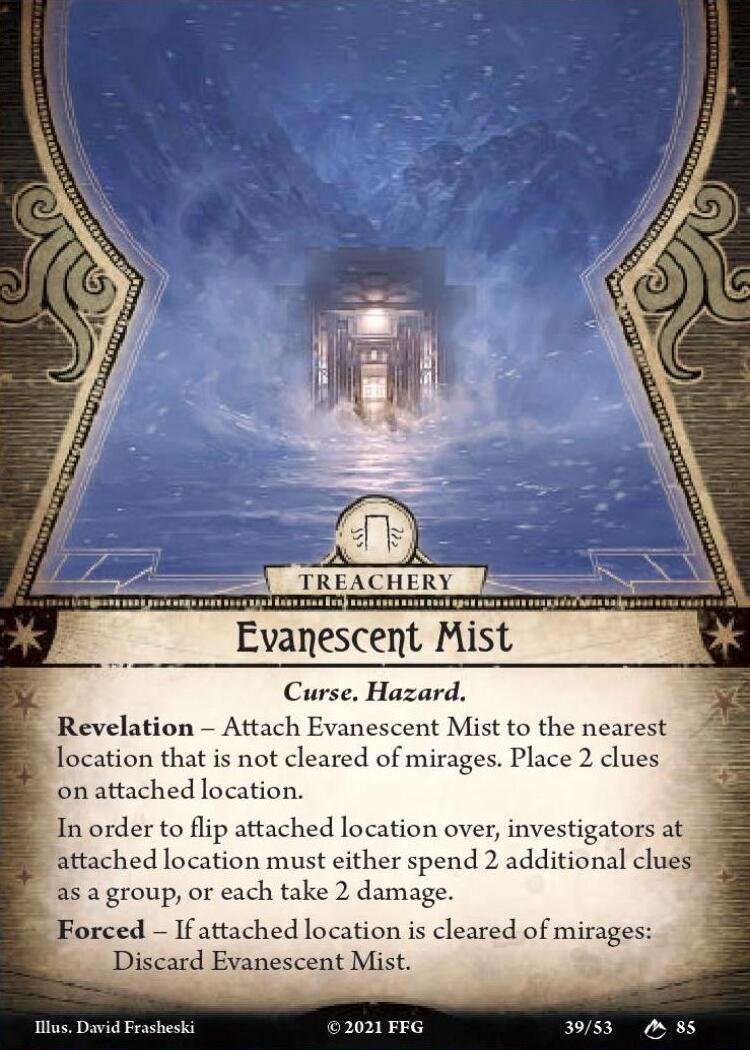 TREACHERY
Evanescent Mist
Curse. Hazard.
Revelation – Attach Evanescent Mist to the nearest
location that is not cleared of mirages. Place 2 clues
on attached location.
In order to flip attached location over, investigators at
attached location must either spend 2 additional clues
as a group, or each take 2 damage.
Forced – If attached location is cleared of mirages:
Discard Evanescent Mist.
Illus. David Frasheski © 2021 FFG 39/53 85